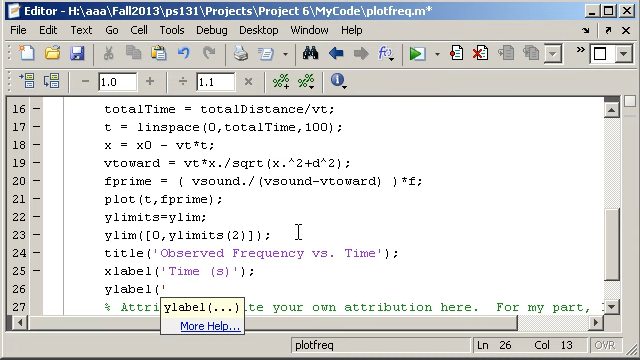 Editor - H:\aaa\Fall2013\ps131\Projects\Project 6\MyCode\plotfreq.m*
File Edit Text Go Cell Tools Debug Desktop Window Help
1.0 1.1
16 totalTime = totalDistance/vt;
17 t = linspace(0,totalTime,100);
18 x = x0 - vt*t;
19 vtoward = vt*x./sqrt(x.^2+d^2);
20 fprime = ( vsound./(vsound-vtoward) )*f;
21 plot(t,fprime);
22 ylimits=ylim;
23 ylim([0,ylimits(2)]);
24 title('Observed Frequency vs. Time');
25 xlabel('Time (s)');
26 ylabel('
27 % Attri ite your own attribution here. For my part,
ylabel(...)
More Help...
plotfreq Ln 26 Col 13 OVR